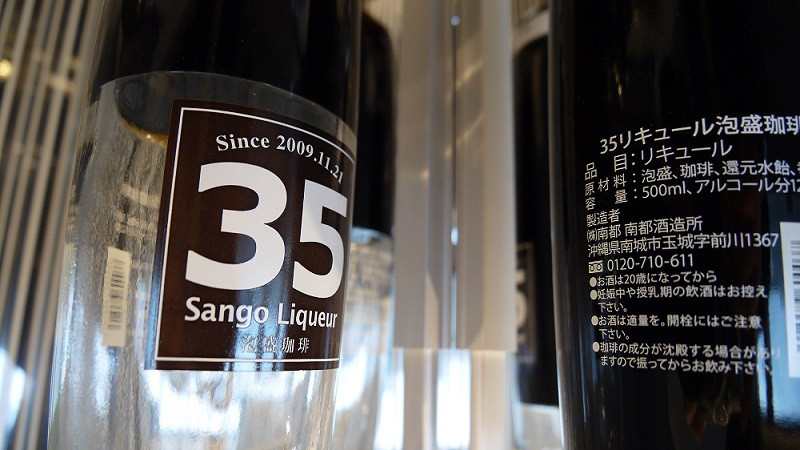 Since 2009.11.21
35
Sango Liqueur
泡盛珈琲
35リキュール泡盛珈琲
品 目：リキュール
原材料：泡盛、珈琲、還元水飴、
容 量：500ml、アルコール分12
製造者
㈱南都 南都酒造所
沖縄県南城市玉城字前川1367
0120-710-611
●お酒は20歳になってから
●妊娠中や授乳期の飲酒はお控え
下さい。
●お酒は適量を。開栓にはご注意
下さい。
●珈琲の成分が沈殿する場合があり
ますので振ってからお飲み下さい。